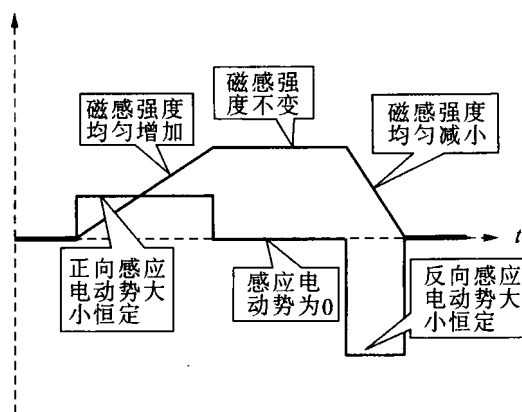 磁感强度
均匀增加
磁感强
度不变
磁感强度
均匀减小
t
正向感应
电动势大
小恒定
感应电
动势为0
反向感应
电动势大
小恒定